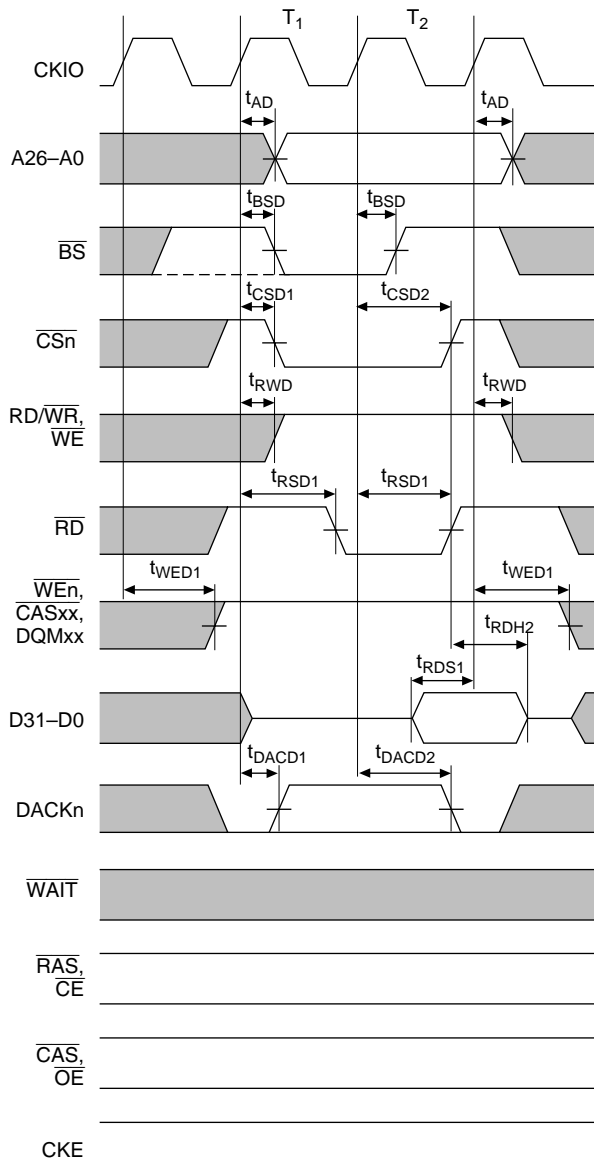 T1 T2
CKIO
tAD tAD
A26–A0
tBSD tBSD
BS
tCSD1 tCSD2
CSn
tRWD tRWD
RD/WR,
WE
tRSD1 tRSD1
RD
tWED1 tWED1
WEn,
CASxx,
DQMxx
tRDH2
tRDS1
D31–D0
tDACD1 tDACD2
DACKn
WAIT
RAS,
CE
CAS,
OE
CKE